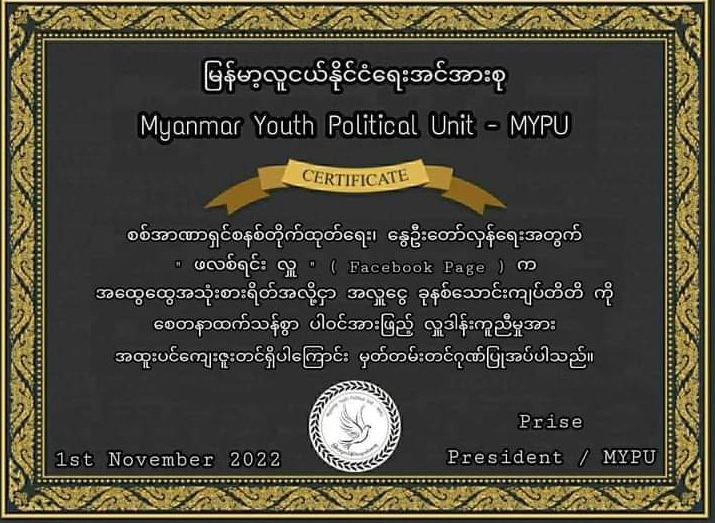 မြန်မာ့လူငယ်နိုင်ငံရေးအင်အားစု
Myanmar Youth Political Unit - MYPU
CERTIFICATE
စစ်အာဏာရှင်စနစ်တိုက်ထုတ်ရေး၊ နွေဦးတော်လှန်ရေးအတွက်
" ဖလစ်ရင်း လှူ " ( Facebook Page ) က
အထွေထွေအသုံးစားရိတ်အလို့ငှာ အလှူငွေ ခုနစ်သောင်းကျပ်တိတိ ကို
စေတနာထက်သန်စွာ ပါဝင်အားဖြည့် လှူဒါန်းကူညီမှုအား
အထူးပင်ကျေးဇူးတင်ရှိပါကြောင်း မှတ်တမ်းတင်ဂုဏ်ပြုအပ်ပါသည်။
Prise
1st November 2022
President / MYPU